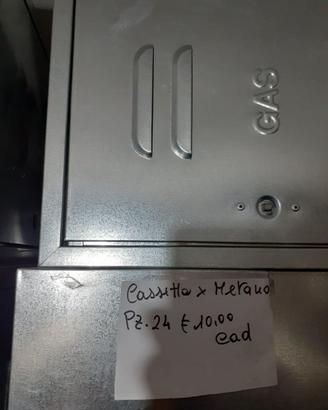 GAS
Cassetta x Metano
Pz. 24 € 10,00
cad